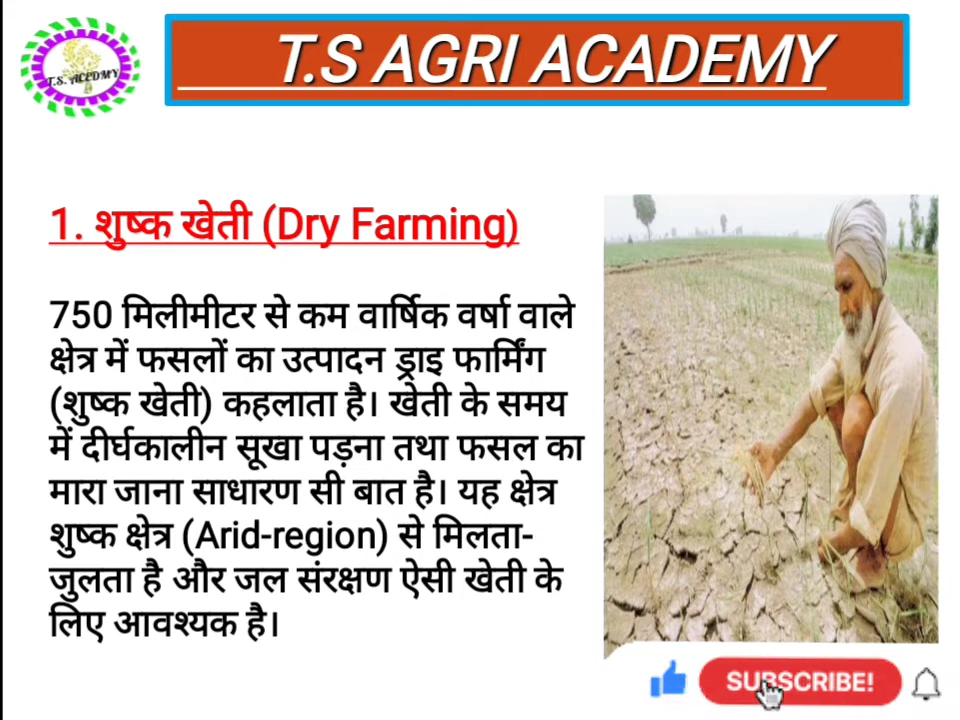 T.S. ACEDMY
T.S AGRI ACADEMY
1. शुष्क खेती (Dry Farming)
750 मिलीमीटर से कम वार्षिक वर्षा वाले
क्षेत्र में फसलों का उत्पादन ड्राइ फार्मिंग
(शुष्क खेती) कहलाता है। खेती के समय
में दीर्घकालीन सूखा पड़ना तथा फसल का
मारा जाना साधारण सी बात है। यह क्षेत्र
शुष्क क्षेत्र (Arid-region) से मिलता-
जुलता है और जल संरक्षण ऐसी खेती के
लिए आवश्यक है।
SUBSCRIBE!